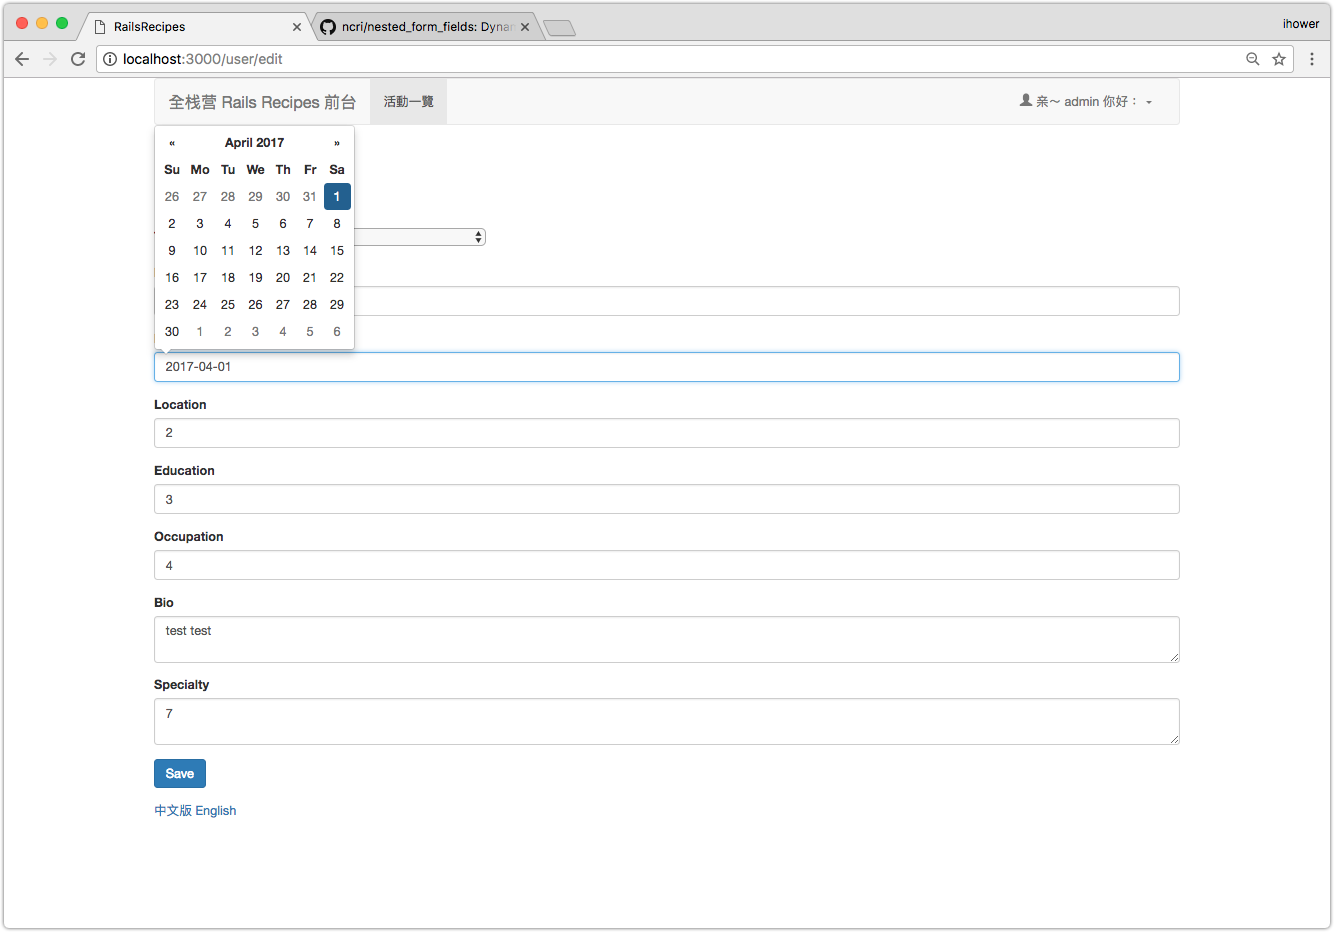 RailsRecipes
ncri/nested_form_fields: Dynan
ihower
localhost:3000/user/edit
全栈营 Rails Recipes 前台
活動一覽
亲～ admin 你好：
« April 2017 »
Su Mo Tu We Th Fr Sa
26 27 28 29 30 31 1
2 3 4 5 6 7 8
9 10 11 12 13 14 15
16 17 18 19 20 21 22
23 24 25 26 27 28 29
30 1 2 3 4 5 6
2017-04-01
Location
2
Education
3
Occupation
4
Bio
test test
Specialty
7
Save
中文版 English